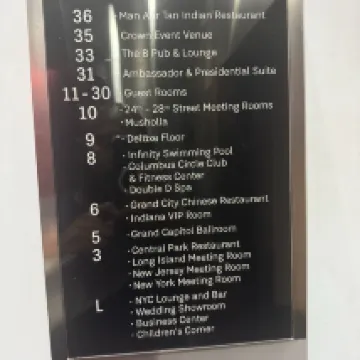 36 · Man Air Tan Indian Restaurant
35 Crown Event Venue
33 The B Pub & Lounge
31 Ambassador & Presidential Suite
11-30 Guest Rooms
10 · 24th - 28th Street Meeting Rooms
· Musholla
9 · Deluxe Floor
8 · Infinity Swimming Pool
· Columbus Circle Club
& Fitness Center
· Double D Spa
6 · Grand City Chinese Restaurant
· Indiana VIP Room
5 · Grand Capitol Ballroom
3 · Central Park Restaurant
· Long Island Meeting Room
· New Jersey Meeting Room
· New York Meeting Room
L · NYC Lounge and Bar
· Wedding Showroom
· Business Center
· Children's Corner